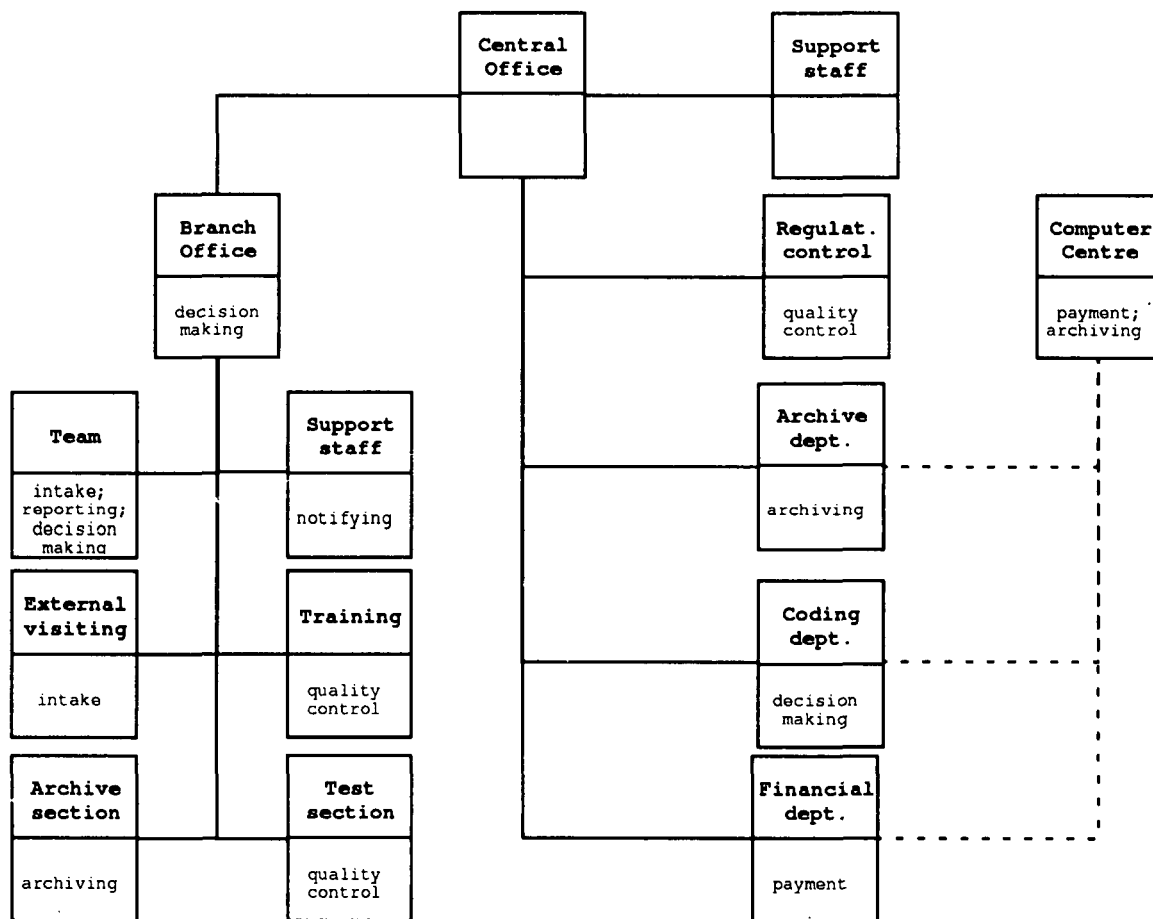 Central
Office
Support
staff
Branch
Office
decision
making
Regulat.
control
quality
control
Computer
Centre
payment;
archiving
Team
intake;
reporting;
decision
making
Support
staff
notifying
Archive
dept.
archiving
External
visiting
intake
Training
quality
control
Coding
dept.
decision
making
Archive
section
archiving
Test
section
quality
control
Financial
dept.
payment